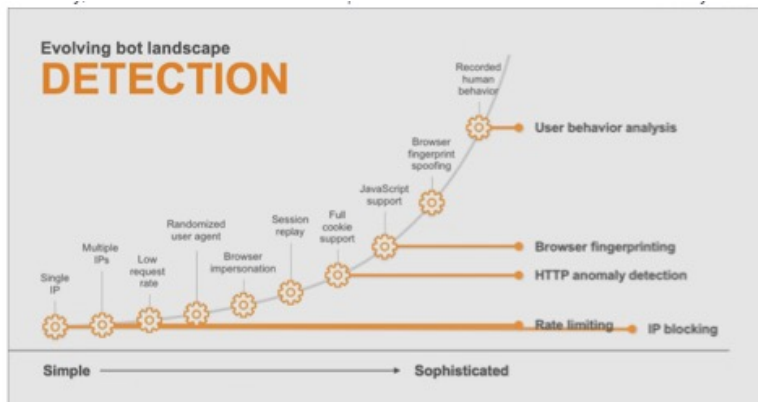 Evolving bot landscape
DETECTION
Recorded
human
behavior
User behavior analysis
Browser
fingerprint
spoofing
JavaScript
support
Full
cookie
support
Session
replay
Randomized
user agent
Browser
impersonation
Multiple
IPs
Low
request
rate
Single
IP
Browser fingerprinting
HTTP anomaly detection
Rate limiting
IP blocking
Simple
Sophisticated